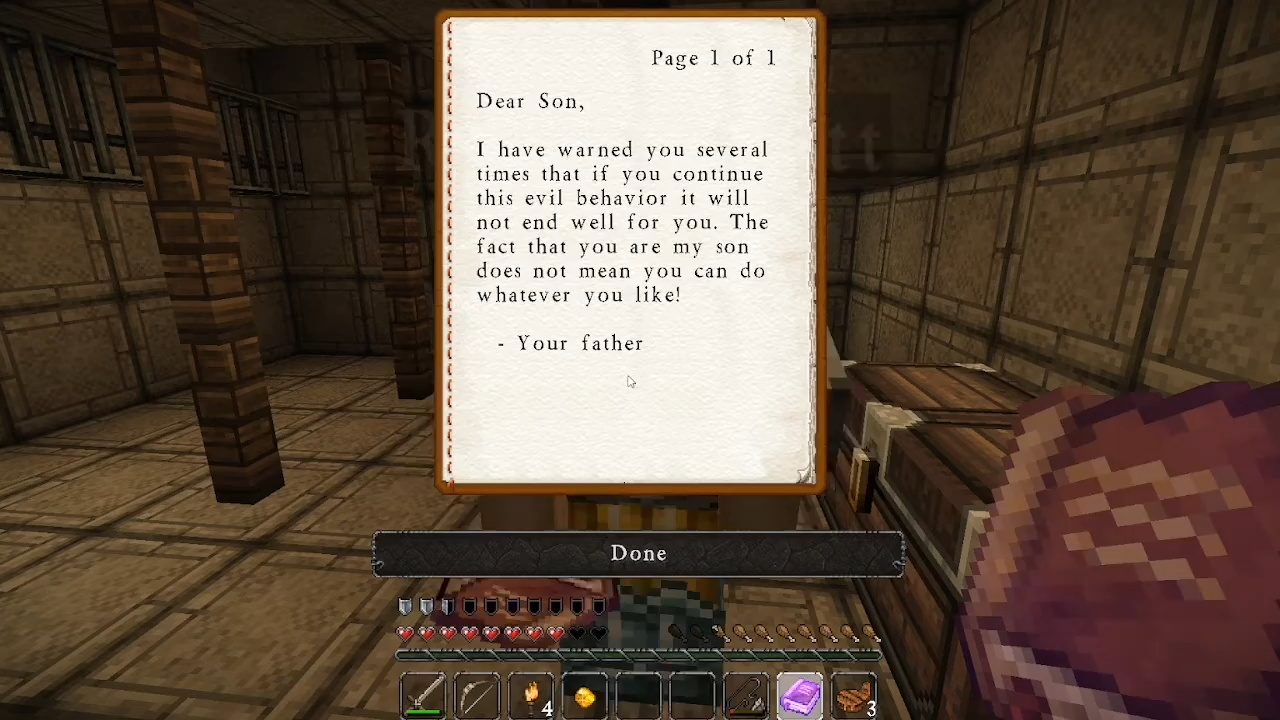 Page 1 of 1
Dear Son,
I have warned you several
times that if you continue
this evil behavior it will
not end well for you. The
fact that you are my son
does not mean you can do
whatever you like!
- Your father
Done
4
3